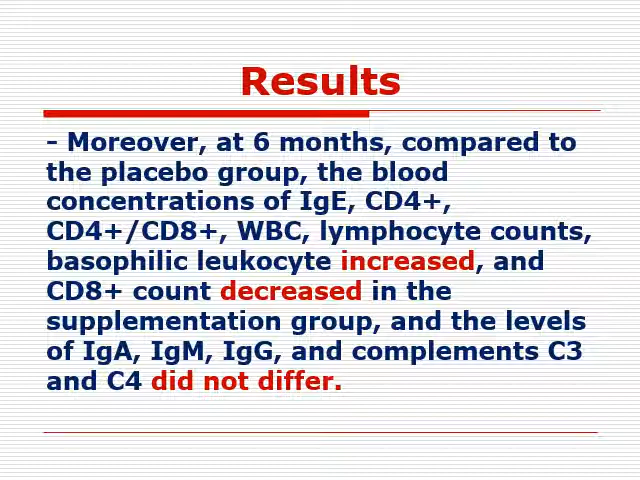 Results
– Moreover, at 6 months, compared to
the placebo group, the blood
concentrations of IgE, CD4+,
CD4+/CD8+, WBC, lymphocyte counts,
basophilic leukocyte increased, and
CD8+ count decreased in the
supplementation group, and the levels
of IgA, IgM, IgG, and complements C3
and C4 did not differ.